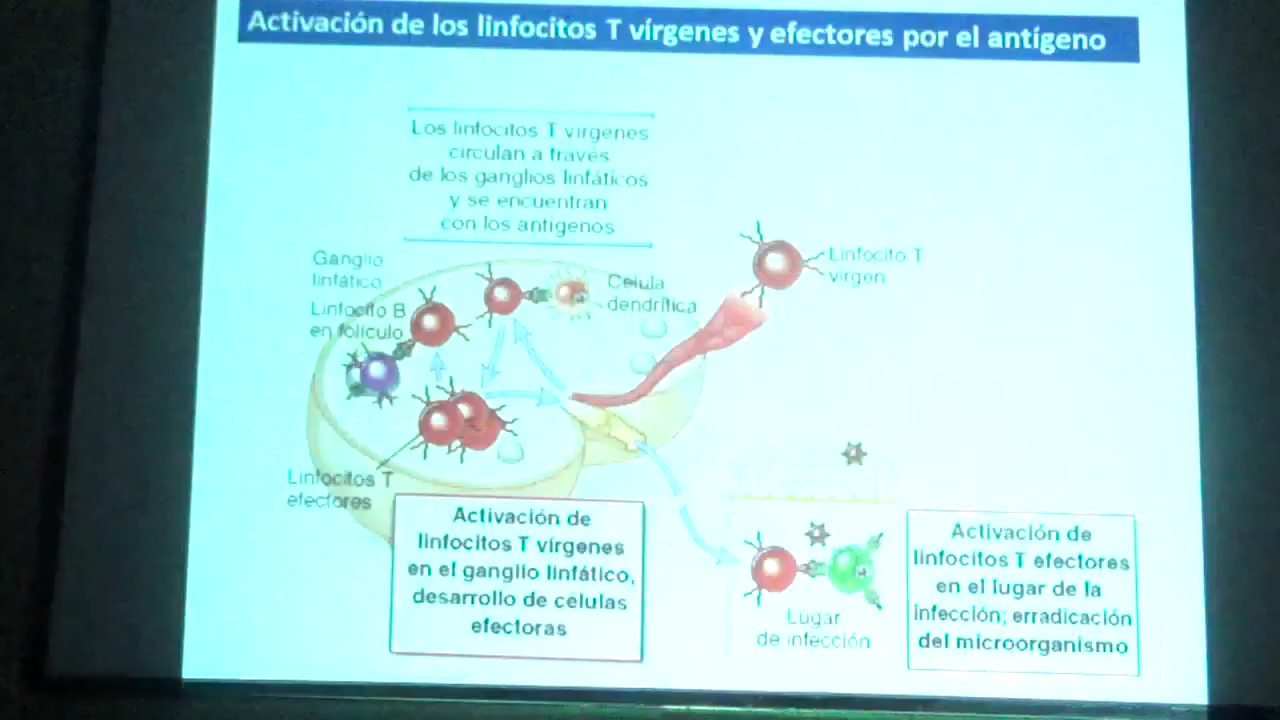 Activación de los linfocitos T vírgenes y efectores por el antígeno
Los linfocitos T vírgenes
circulan a través
de los ganglios linfáticos
y se encuentran
con los antígenos
Ganglio
linfático
Linfocito B
en folículo
Célula
dendrítica
Linfocito T
virgen
Linfocitos T
efectores
Activación de
linfocitos T vírgenes
en el ganglio linfático,
desarrollo de células
efectoras
Lugar
de infección
Activación de
linfocitos T efectores
en el lugar de la
infección; erradicación
del microorganismo